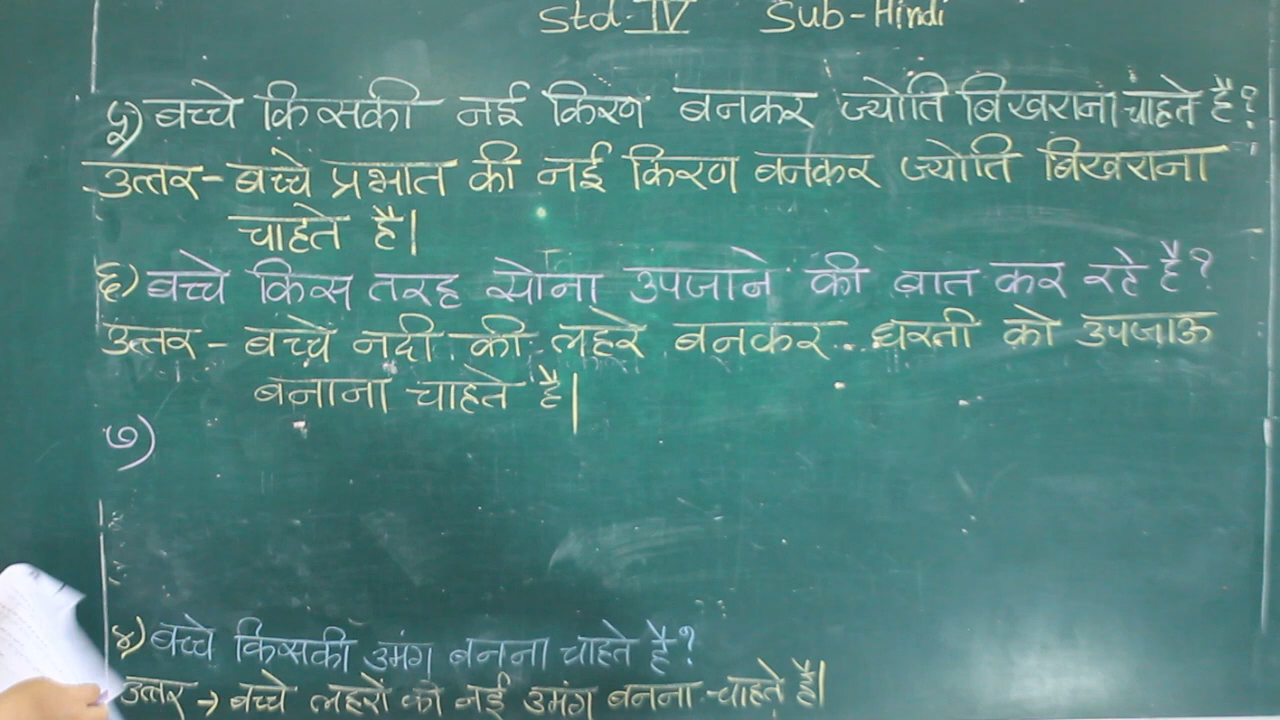 Std-IV Sub-Hindi
५) बच्चे किसकी नई किरण बनकर ज्योति बिखराना चाहते है?
उत्तर - बच्चे प्रभात की नई किरण बनकर ज्योति बिखराना
चाहते है।
६) बच्चे किस तरह सोना उपजाने की बात कर रहे है?
उत्तर - बच्चे नदी की लहरे बनकर धरती को उपजाऊ
बनाना चाहते है।
७)
४) बच्चे किसकी उमंग बनना चाहते है?
उत्तर → बच्चे लहरों की नई उमंग बनना चाहते है।